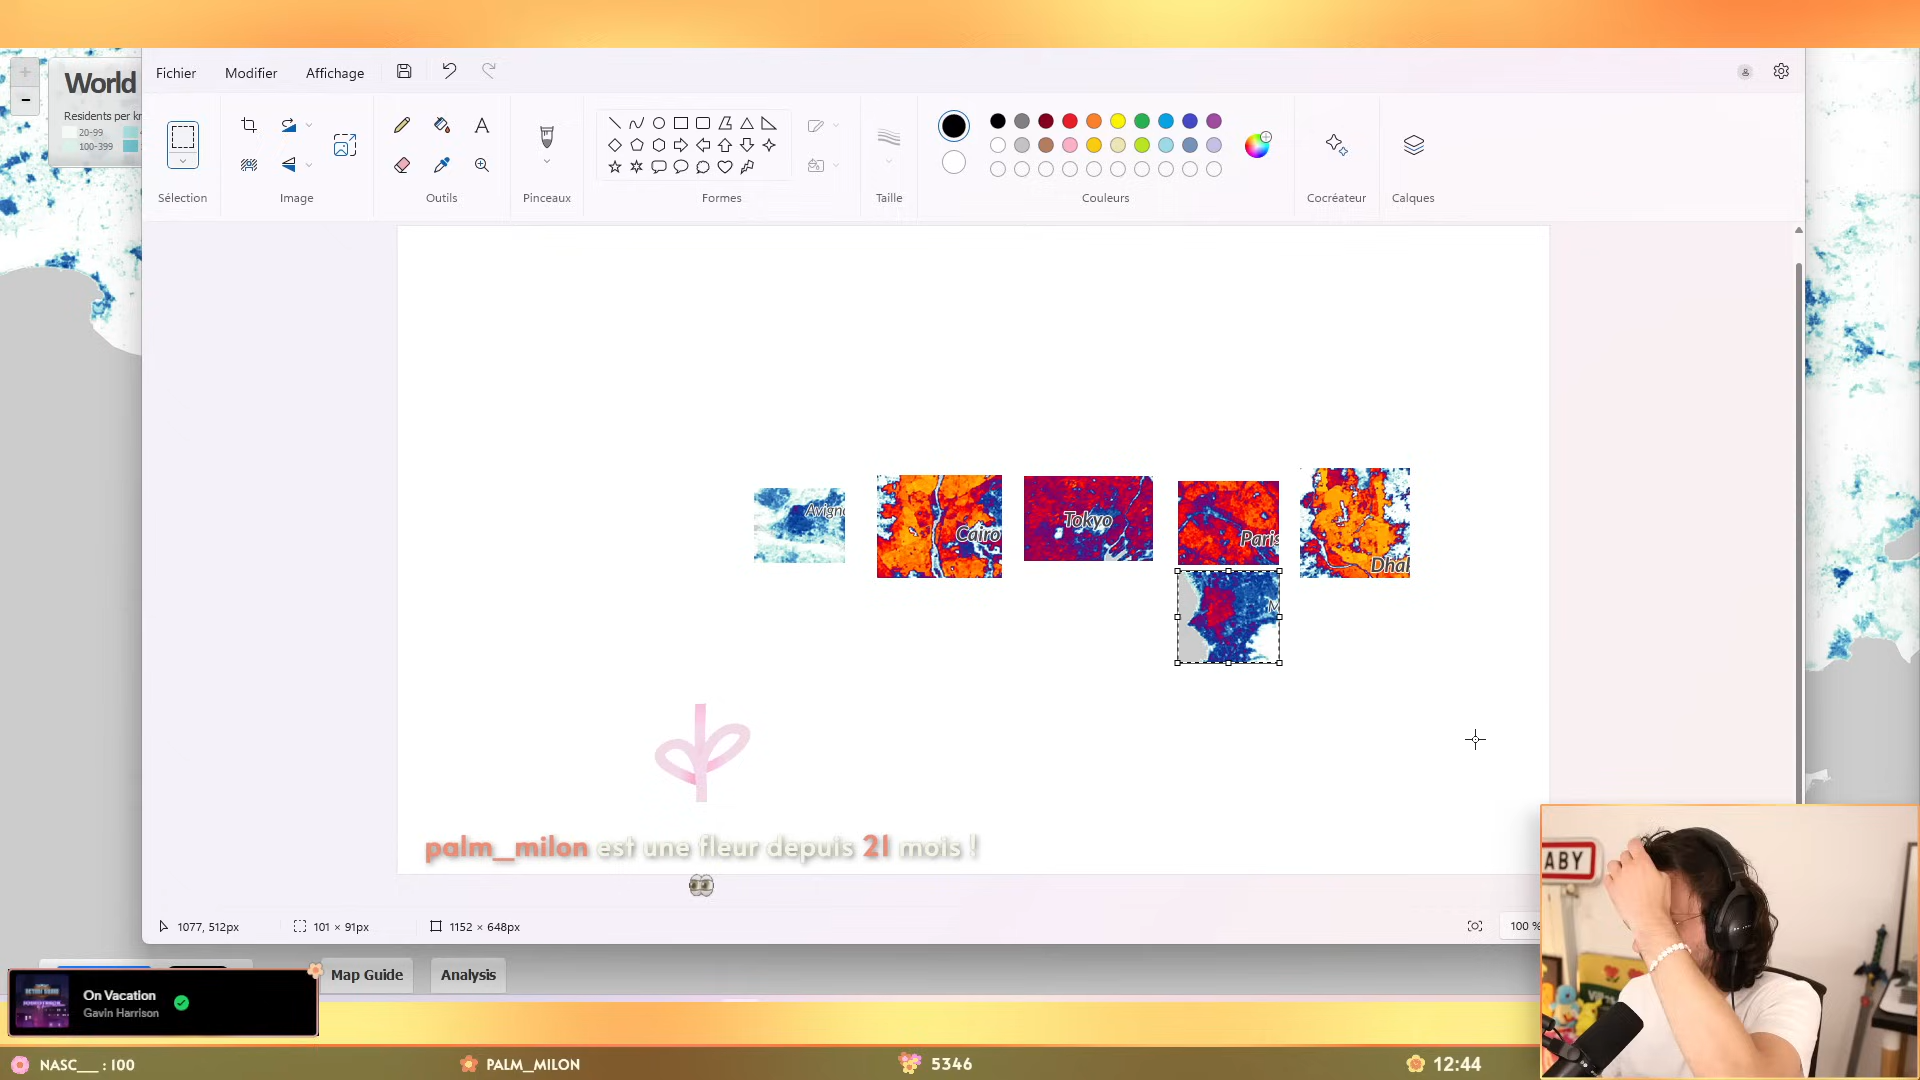 Fichier
Modifier
Affichage
World
Residents per k
20-99
100-399
Sélection
Image
Outils
Pinceaux
Formes
Taille
Couleurs
Cocréateur
Calques
Avign
Cairo
Tokyo
Paris
Dhak
M
palm_milon est une fleur depuis 21 mois !
1077, 512px
101 × 91px
1152 × 648px
100 %
ABY
Map Guide
Analysis
On Vacation
Gavin Harrison
NASC___ : 100
PALM_MILON
5346
12:44